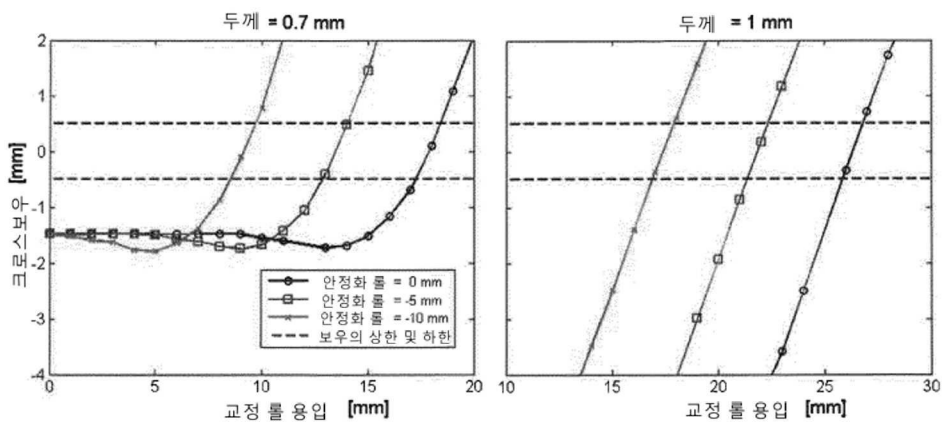 두께 = 0.7 mm
두께 = 1 mm
2
1
0
-1
-2
-3
-4
크로스보우 [mm]
안정화 롤 = 0 mm
안정화 롤 = -5 mm
안정화 롤 = -10 mm
보우의 상한 및 하한
0 5 10 15 20
10 15 20 25 30
교정 롤 용입 [mm]
교정 롤 용입 [mm]